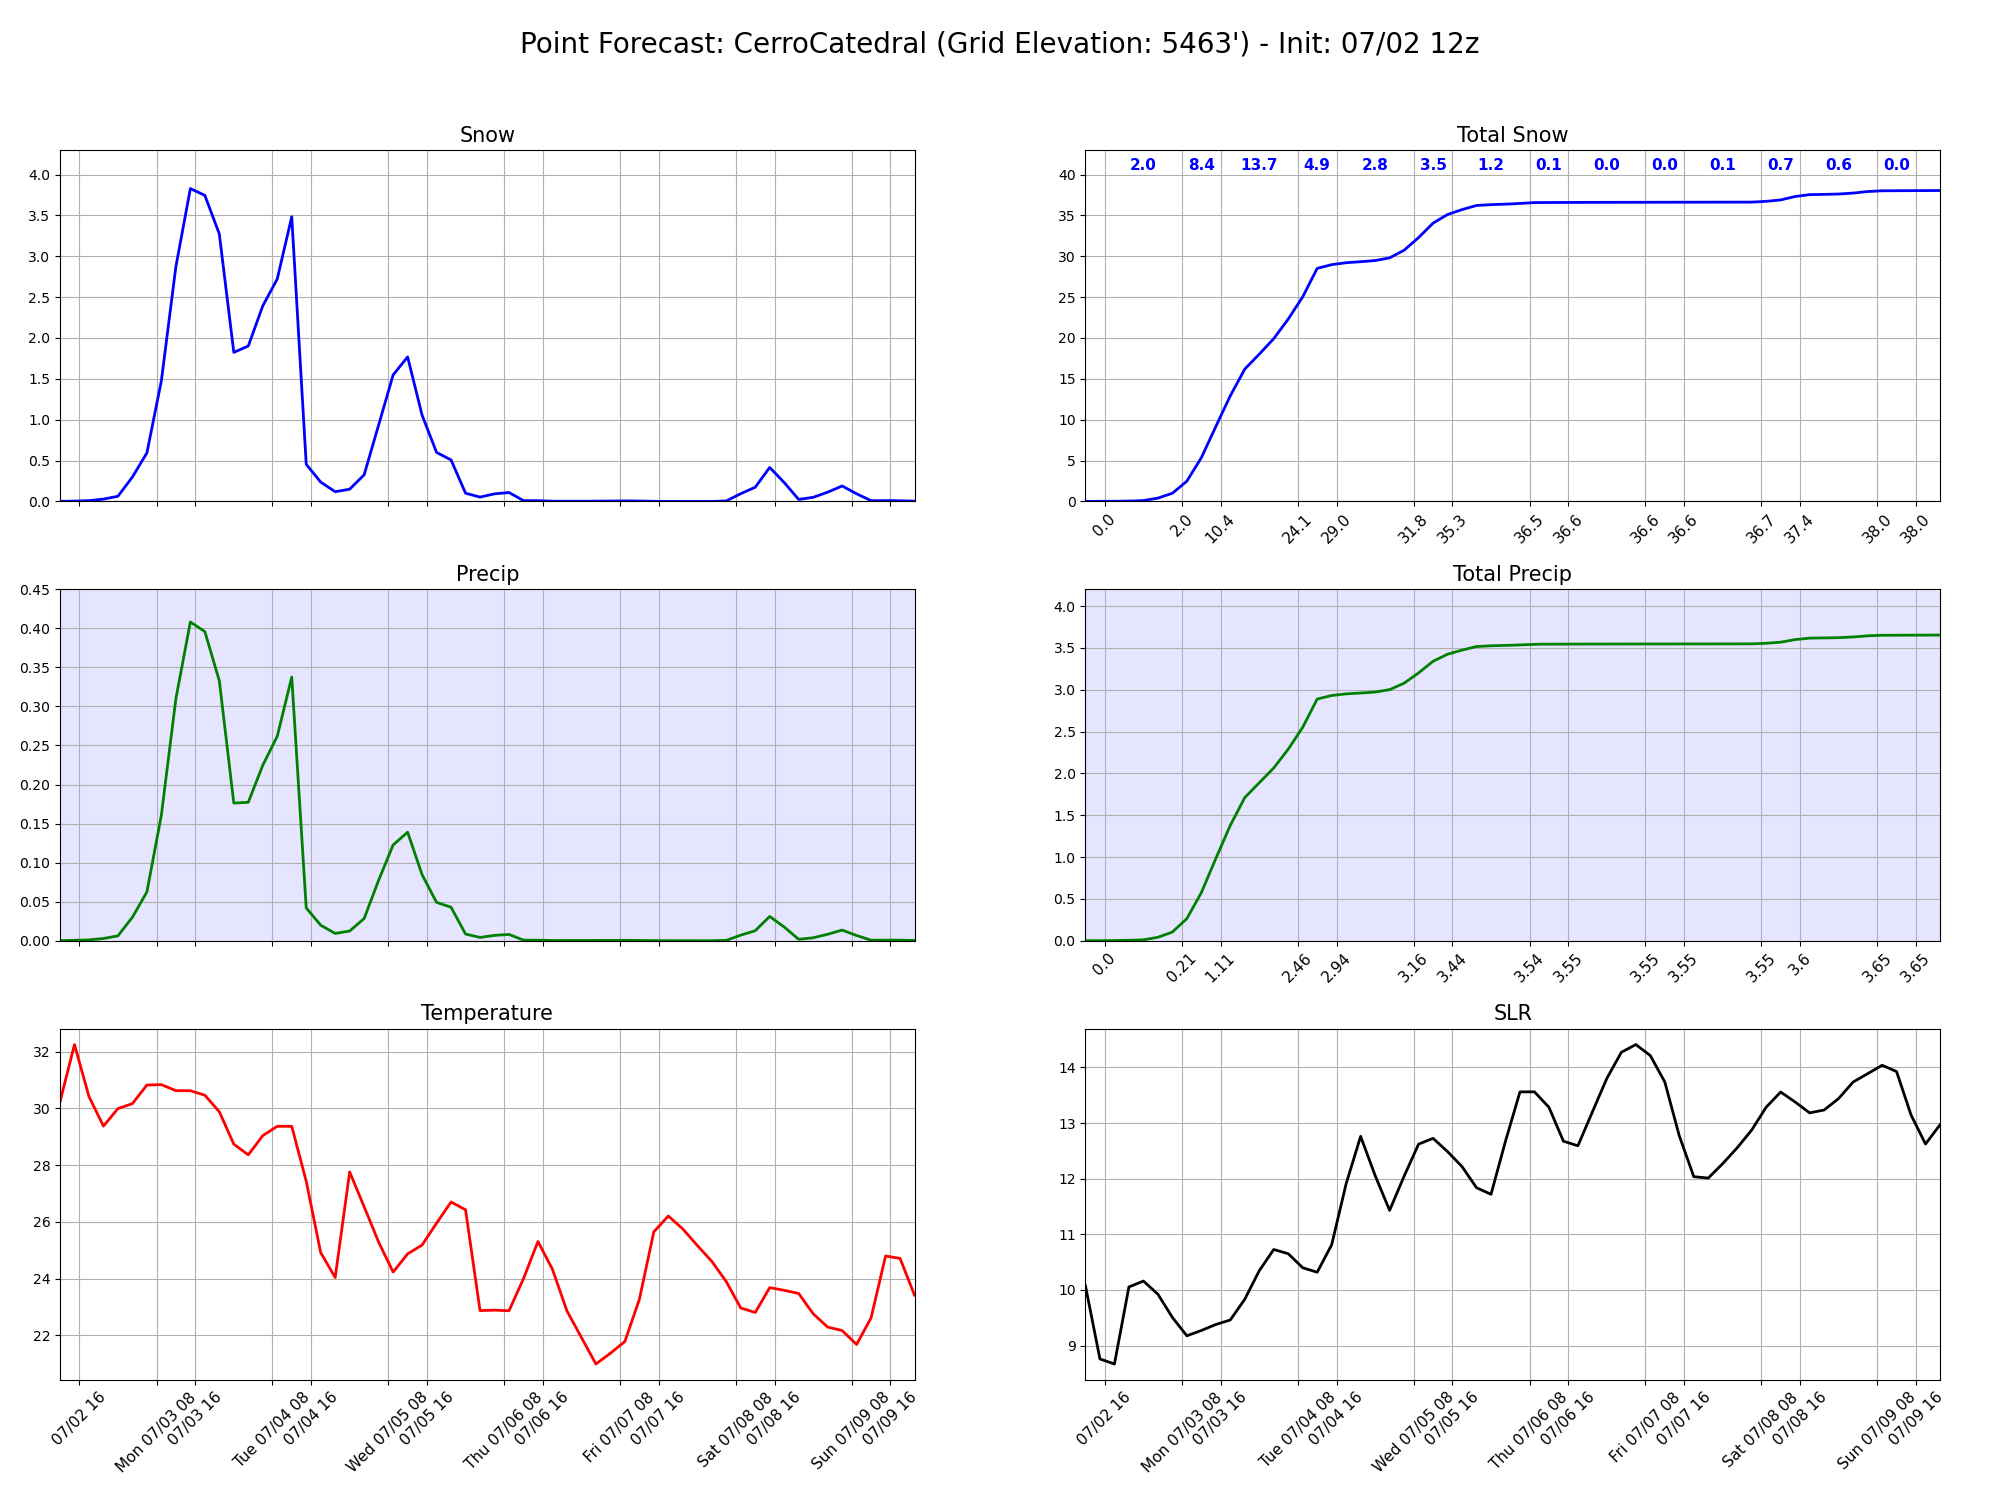 Point Forecast: CerroCatedral (Grid Elevation: 5463') - Init: 07/02 12z
Snow
4.0
3.5
3.0
2.5
2.0
1.5
1.0
0.5
0.0
Total Snow
2.0 8.4 13.7 4.9 2.8 3.5 1.2 0.1 0.0 0.0 0.1 0.7 0.6 0.0
40
35
30
25
20
15
10
5
0
0.0 2.0 10.4 24.1 29.0 31.8 35.3 36.5 36.6 36.6 36.6 36.7 37.4 38.0 38.0
Precip
0.45
0.40
0.35
0.30
0.25
0.20
0.15
0.10
0.05
0.00
Total Precip
4.0
3.5
3.0
2.5
2.0
1.5
1.0
0.5
0.0
0.0 0.21 1.11 2.46 2.94 3.16 3.44 3.54 3.55 3.55 3.55 3.55 3.6 3.65 3.65
Temperature
32
30
28
26
24
22
07/02 16
Mon 07/03 08
07/03 16
Tue 07/04 08
07/04 16
Wed 07/05 08
07/05 16
Thu 07/06 08
07/06 16
Fri 07/07 08
07/07 16
Sat 07/08 08
07/08 16
Sun 07/09 08
07/09 16
SLR
14
13
12
11
10
9
07/02 16
Mon 07/03 08
07/03 16
Tue 07/04 08
07/04 16
Wed 07/05 08
07/05 16
Thu 07/06 08
07/06 16
Fri 07/07 08
07/07 16
Sat 07/08 08
07/08 16
Sun 07/09 08
07/09 16